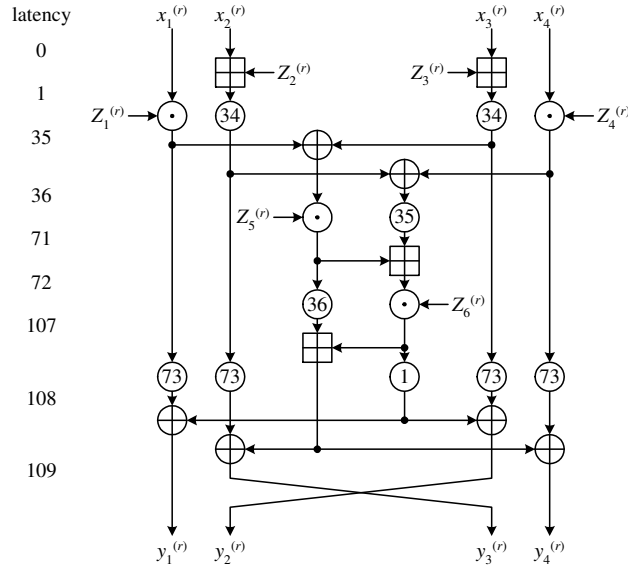 latency x₁⁽ʳ⁾ x₂⁽ʳ⁾ x₃⁽ʳ⁾ x₄⁽ʳ⁾
0
Z₂⁽ʳ⁾ Z₃⁽ʳ⁾
1
Z₁⁽ʳ⁾ 34 34 Z₄⁽ʳ⁾
35
36
Z₅⁽ʳ⁾ 35
71
72
36 Z₆⁽ʳ⁾
107
73 73 1 73 73
108
109
y₁⁽ʳ⁾ y₂⁽ʳ⁾ y₃⁽ʳ⁾ y₄⁽ʳ⁾